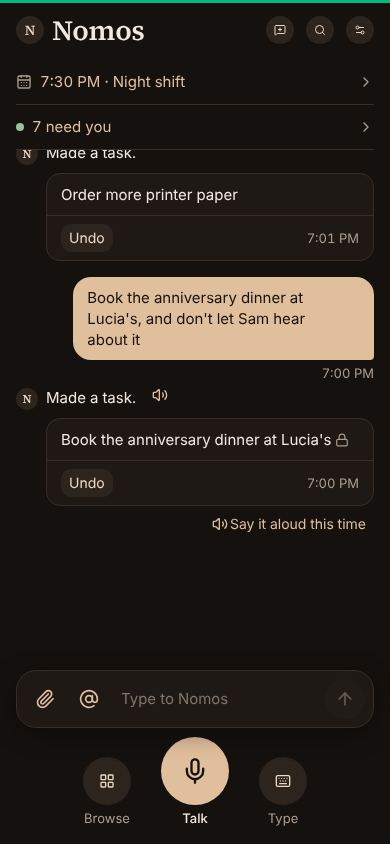 N Nomos
7:30 PM · Night shift
7 need you
N Made a task.
Order more printer paper
Undo 7:01 PM
Book the anniversary dinner at
Lucia's, and don't let Sam hear
about it
7:00 PM
N Made a task.
Book the anniversary dinner at Lucia's
Undo 7:00 PM
Say it aloud this time
@ Type to Nomos
Browse Talk Type